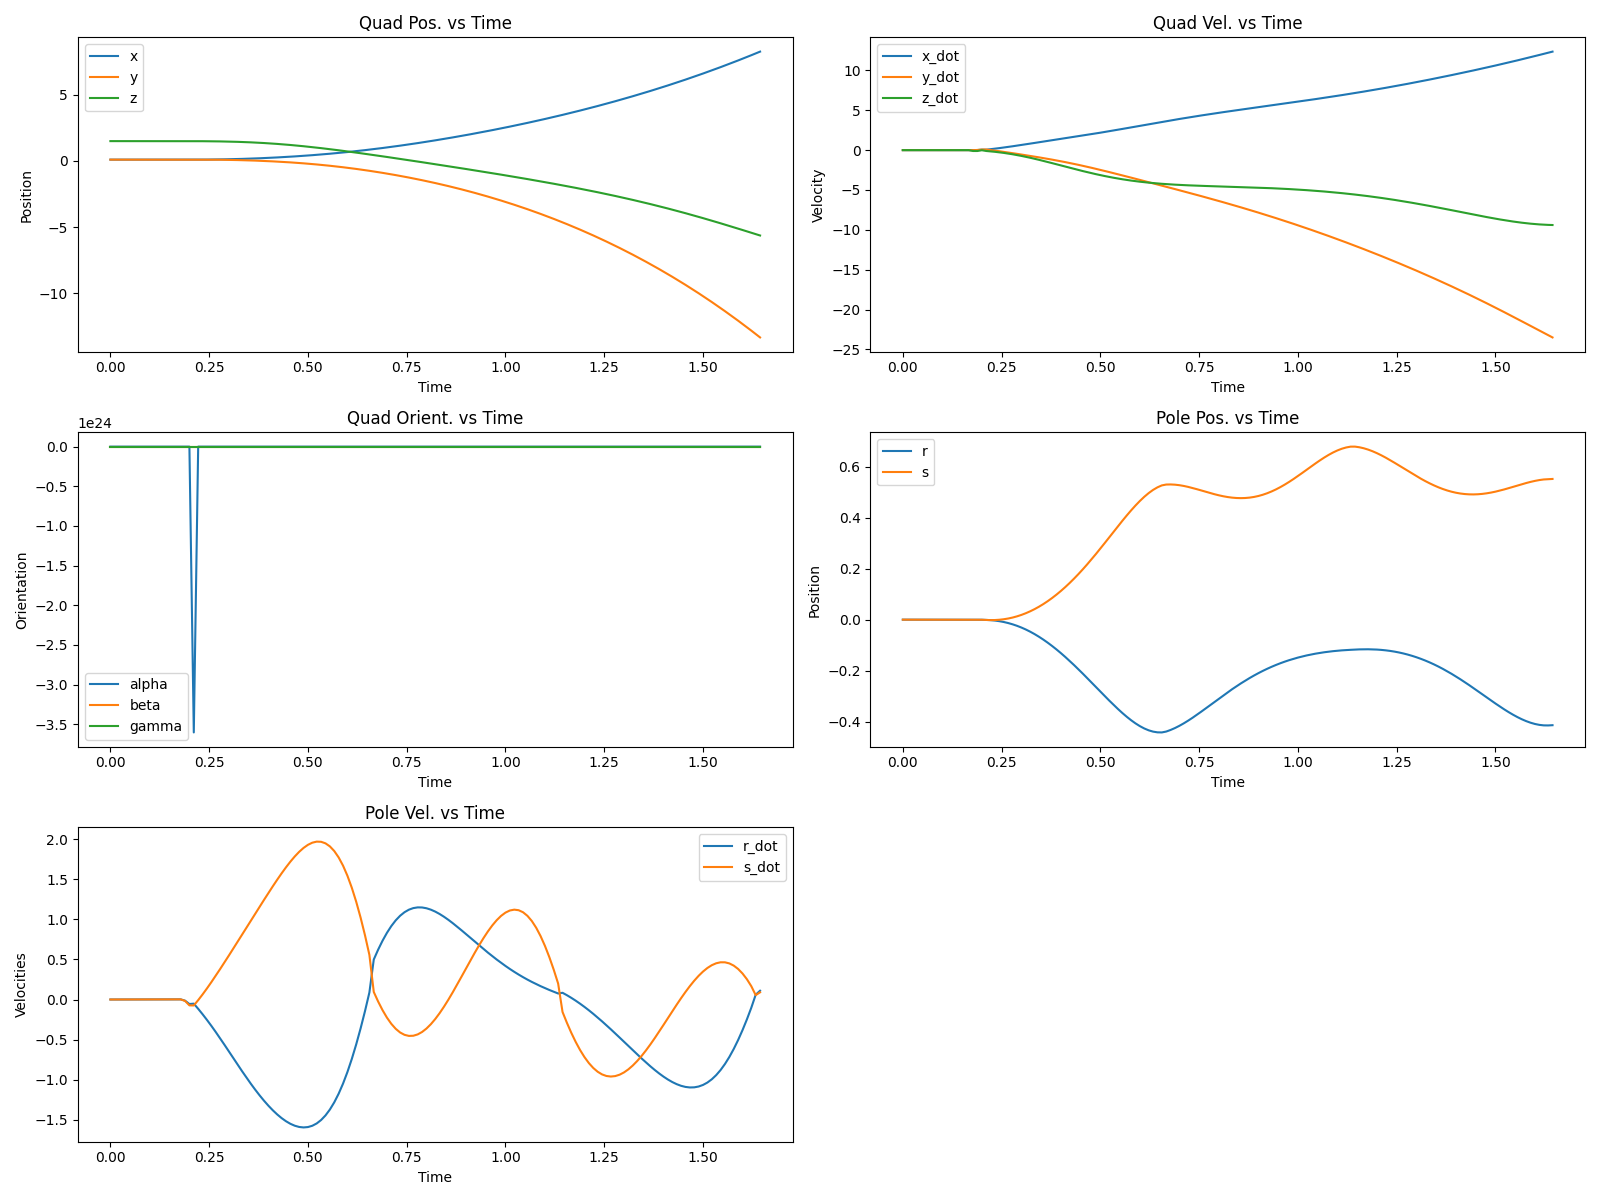 Quad Pos. vs Time
x
y
z
5
0
−5
−10
Position
0.00 0.25 0.50 0.75 1.00 1.25 1.50
Time
Quad Vel. vs Time
x_dot
y_dot
z_dot
10
5
0
−5
−10
−15
−20
−25
Velocity
0.00 0.25 0.50 0.75 1.00 1.25 1.50
Time
Quad Orient. vs Time
1e24
0.0
−0.5
−1.0
−1.5
−2.0
−2.5
−3.0
−3.5
Orientation
alpha
beta
gamma
0.00 0.25 0.50 0.75 1.00 1.25 1.50
Time
Pole Pos. vs Time
r
s
0.6
0.4
0.2
0.0
−0.2
−0.4
Position
0.00 0.25 0.50 0.75 1.00 1.25 1.50
Time
Pole Vel. vs Time
r_dot
s_dot
2.0
1.5
1.0
0.5
0.0
−0.5
−1.0
−1.5
Velocities
0.00 0.25 0.50 0.75 1.00 1.25 1.50
Time